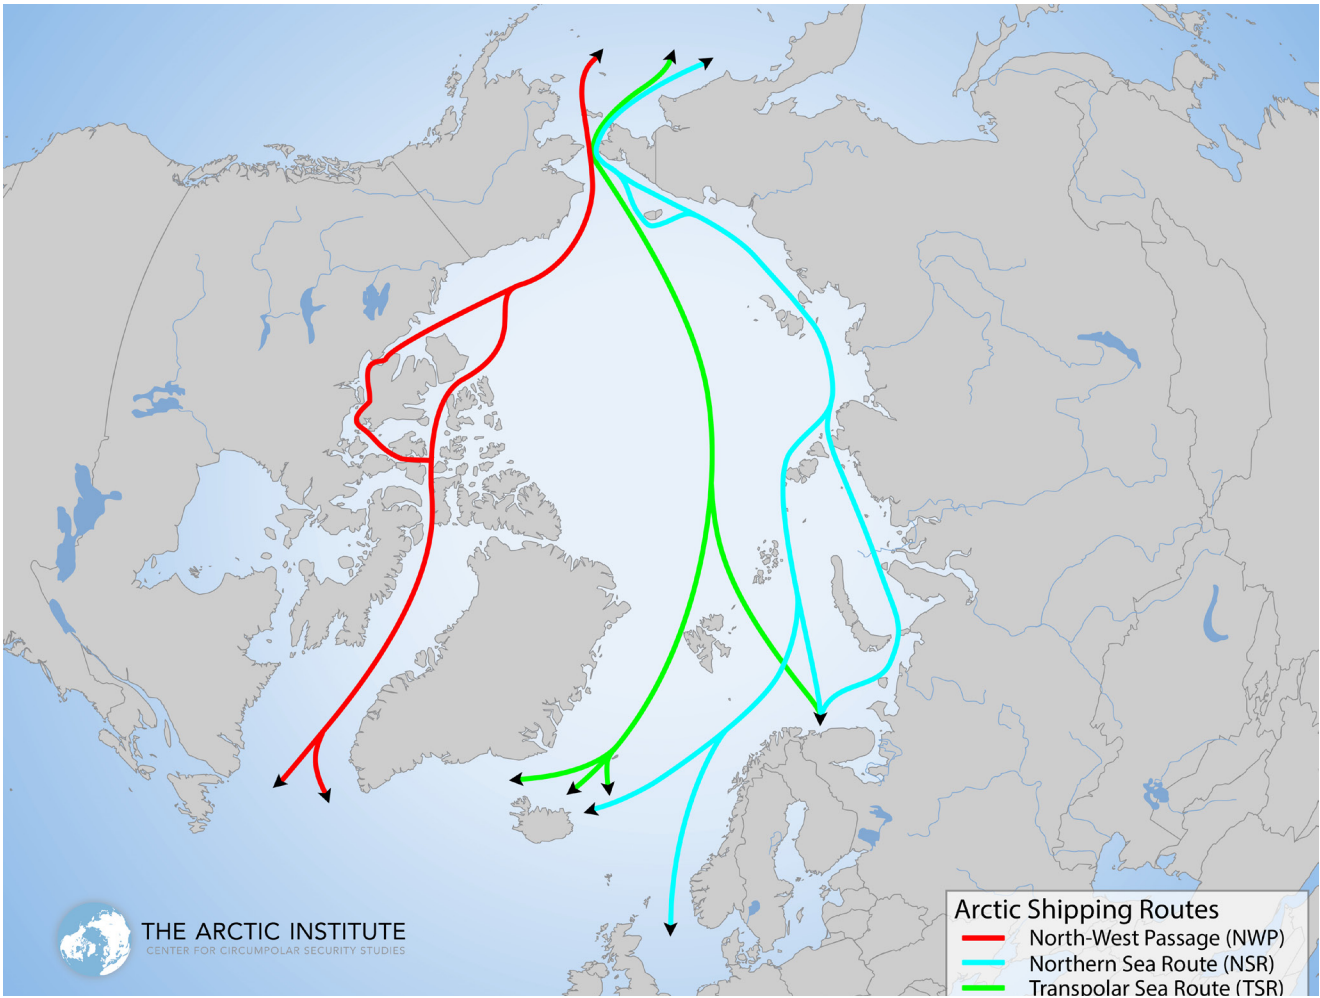 THE ARCTIC INSTITUTE
CENTER FOR CIRCUMPOLAR SECURITY STUDIES
Arctic Shipping Routes
North-West Passage (NWP)
Northern Sea Route (NSR)
Transpolar Sea Route (TSR)